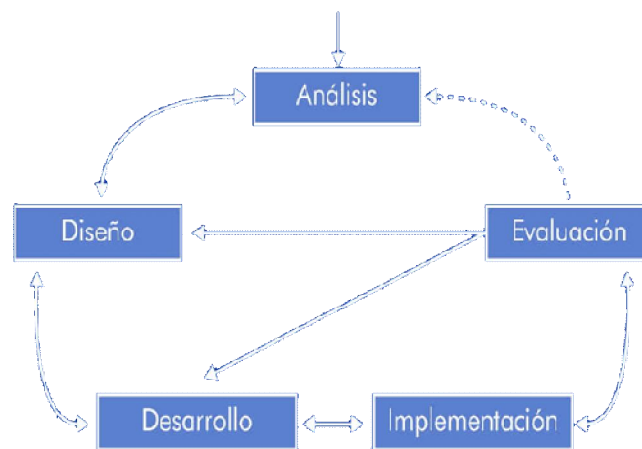 Análisis
Diseño
Evaluación
Desarrollo
Implementación